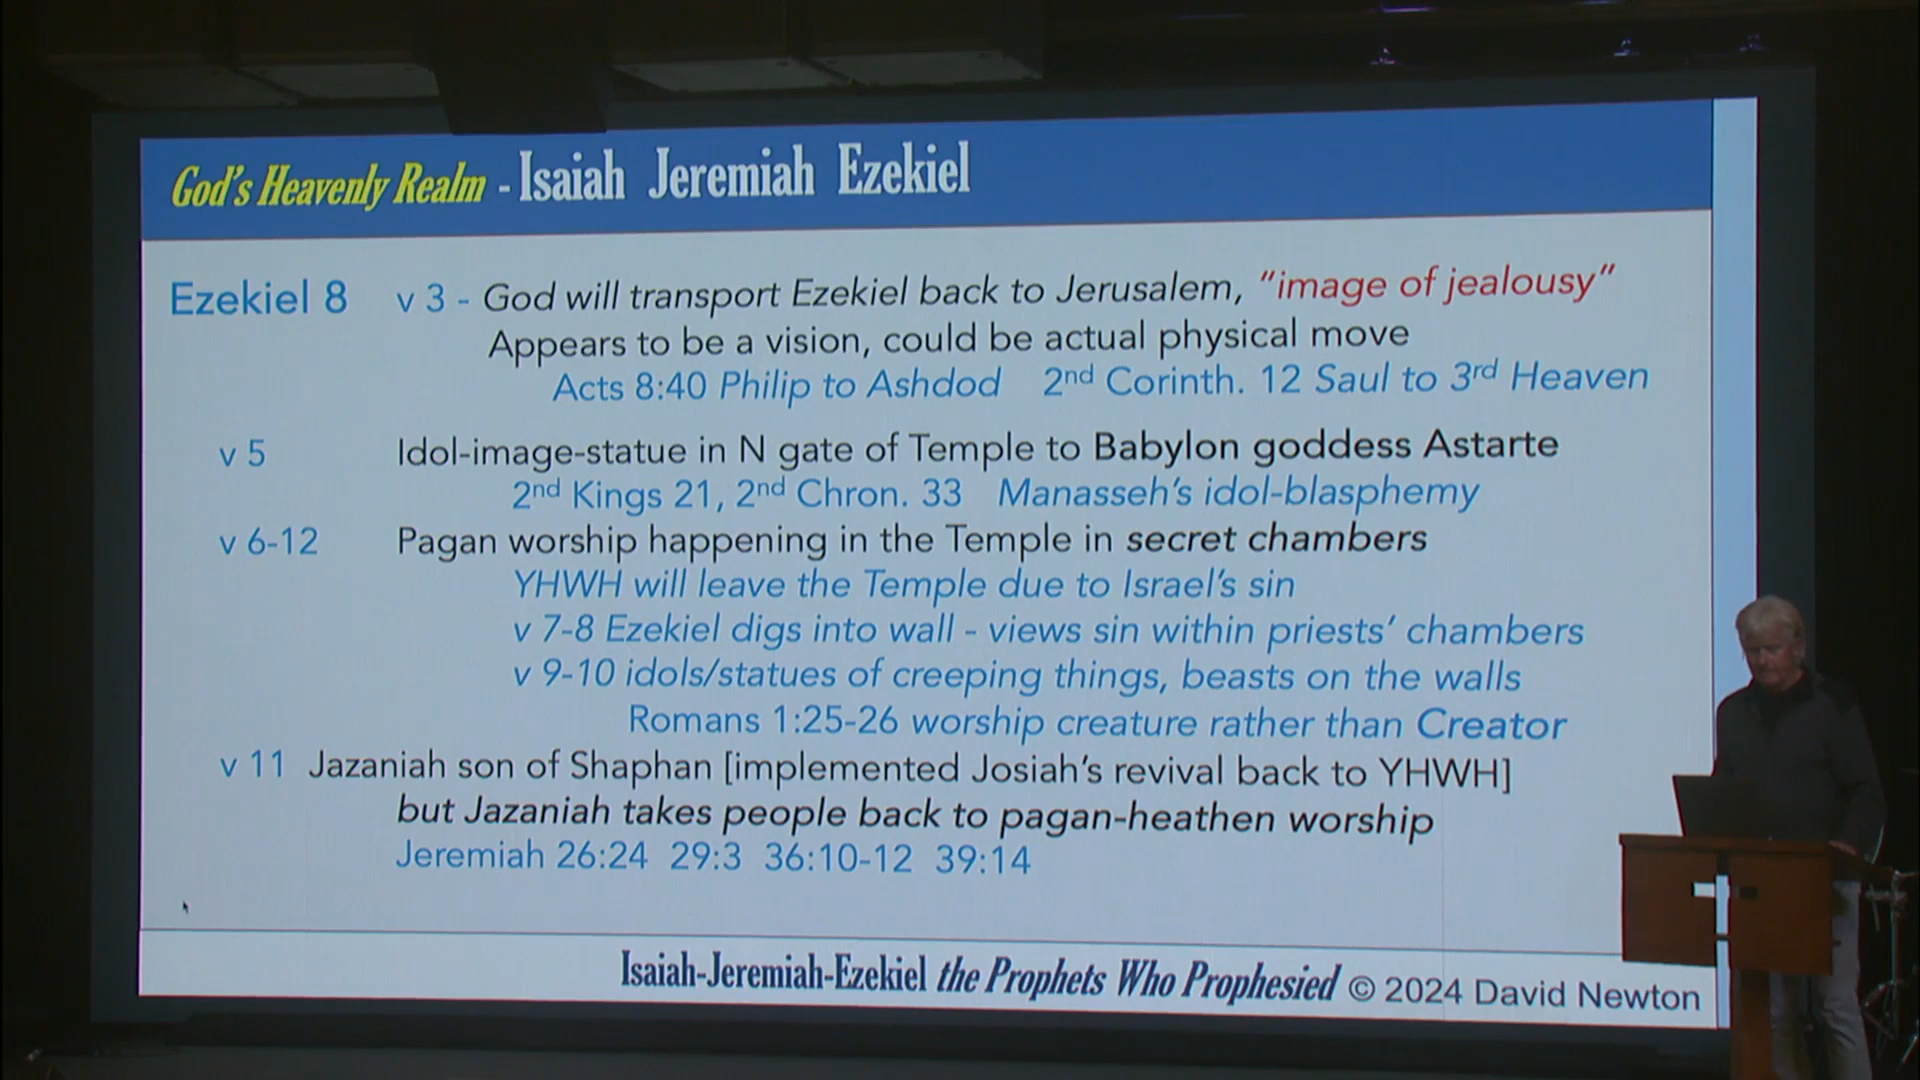 God's Heavenly Realm - Isaiah Jeremiah Ezekiel
Ezekiel 8 v 3 - God will transport Ezekiel back to Jerusalem, "image of jealousy"
Appears to be a vision, could be actual physical move
Acts 8:40 Philip to Ashdod 2nd Corinth. 12 Saul to 3rd Heaven
v 5 Idol-image-statue in N gate of Temple to Babylon goddess Astarte
2nd Kings 21, 2nd Chron. 33 Manasseh's idol-blasphemy
v 6-12 Pagan worship happening in the Temple in secret chambers
YHWH will leave the Temple due to Israel's sin
v 7-8 Ezekiel digs into wall - views sin within priests' chambers
v 9-10 idols/statues of creeping things, beasts on the walls
Romans 1:25-26 worship creature rather than Creator
v 11 Jazaniah son of Shaphan [implemented Josiah's revival back to YHWH]
but Jazaniah takes people back to pagan-heathen worship
Jeremiah 26:24 29:3 36:10-12 39:14
Isaiah-Jeremiah-Ezekiel the Prophets Who Prophesied © 2024 David Newton